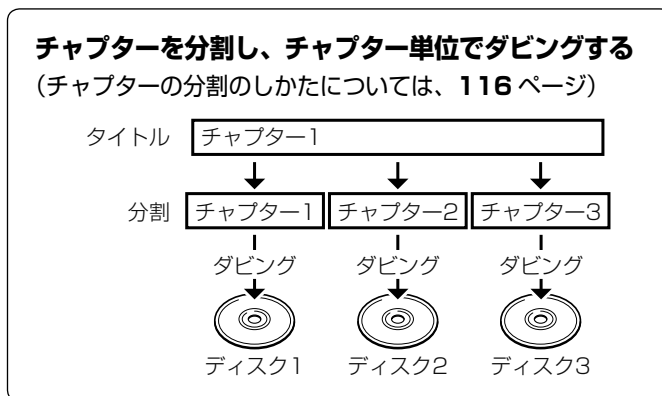 チャプターを分割し、チャプター単位でダビングする
（チャプターの分割のしかたについては、116 ページ）
タイトル チャプター1
分割 チャプター1 チャプター2 チャプター3
ダビング ダビング ダビング
ディスク1 ディスク2 ディスク3